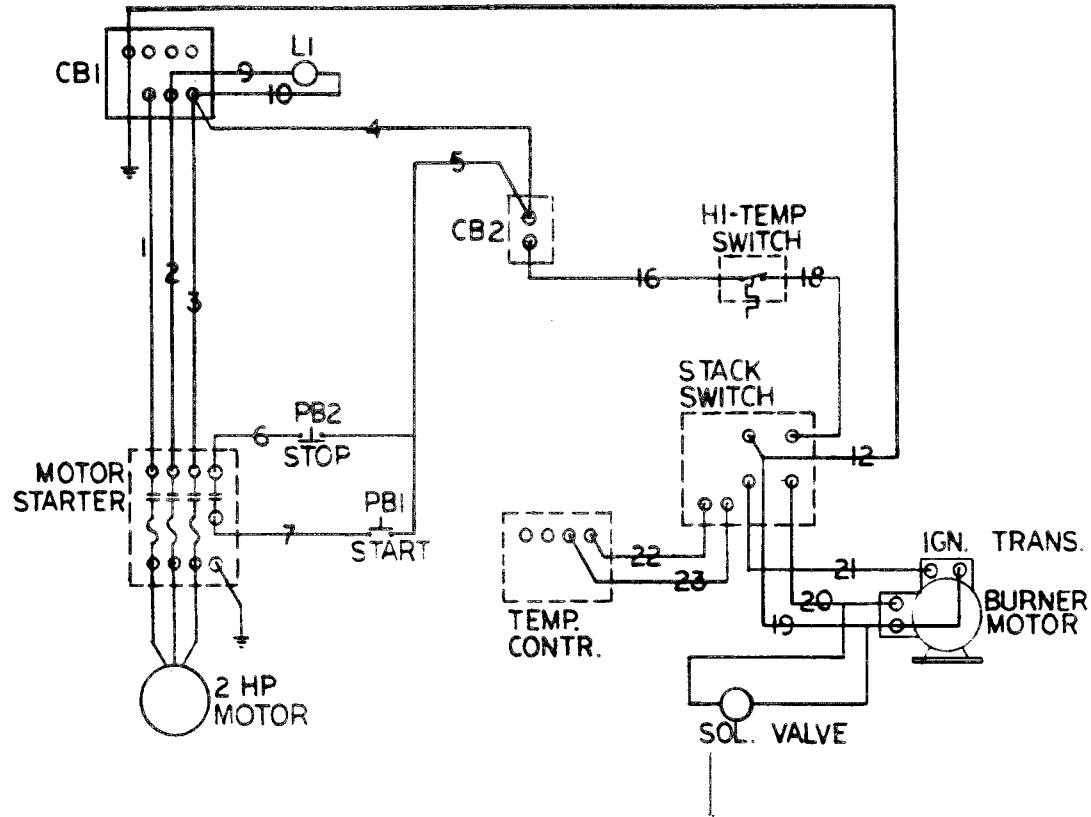 L1
CB1
9
10
4
5
CB2
HI-TEMP
SWITCH
1
2
3
16
18
STACK
SWITCH
PB2
6
STOP
12
MOTOR
STARTER
PB1
7
START
22
23
TEMP.
CONTR.
IGN. TRANS.
21
20
19
BURNER
MOTOR
2 HP
MOTOR
SOL. VALVE